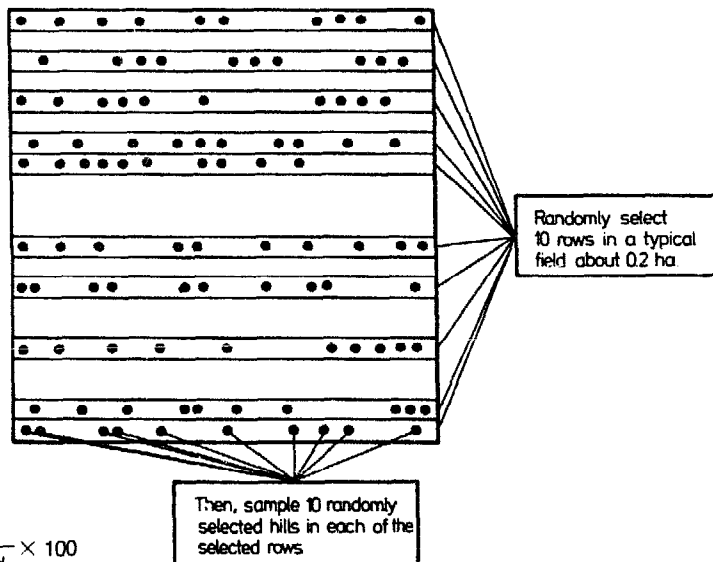 Randomly select
10 rows in a typical
field about 0.2 ha
Then, sample 10 randomly
selected hills in each of the
selected rows
× 100